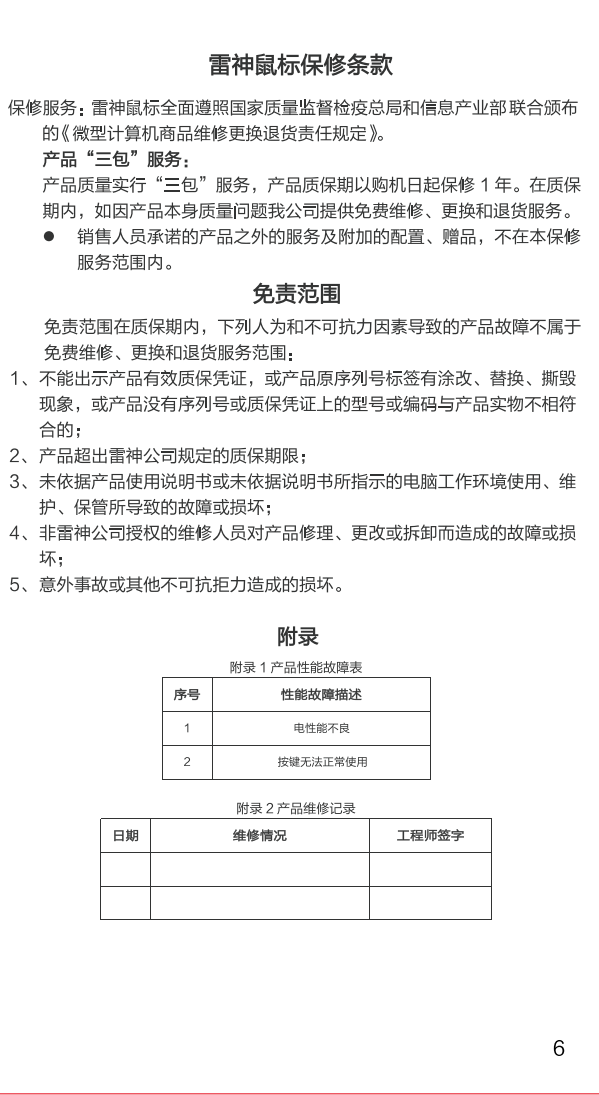 雷神鼠标保修条款
保修服务：雷神鼠标全面遵照国家质量监督检疫总局和信息产业部联合颁布
的《微型计算机商品维修更换退货责任规定》。
产品“三包”服务：
产品质量实行“三包”服务，产品质保期以购机日起保修 1 年。在质保
期内，如因产品本身质量问题我公司提供免费维修、更换和退货服务。
● 销售人员承诺的产品之外的服务及附加的配置、赠品，不在本保修
服务范围内。
免责范围
免责范围在质保期内，下列人为和不可抗力因素导致的产品故障不属于
免费维修、更换和退货服务范围：
1、不能出示产品有效质保凭证，或产品原序列号标签有涂改、替换、撕毁
现象，或产品没有序列号或质保凭证上的型号或编码与产品实物不相符
合的；
2、产品超出雷神公司规定的质保期限；
3、未依据产品使用说明书或未依据说明书所指示的电脑工作环境使用、维
护、保管所导致的故障或损坏；
4、非雷神公司授权的维修人员对产品修理、更改或拆卸而造成的故障或损
坏；
5、意外事故或其他不可抗拒力造成的损坏。
附录
附录 1 产品性能故障表
序号 性能故障描述
1 电性能不良
2 按键无法正常使用
附录 2 产品维修记录
日期 维修情况 工程师签字
6